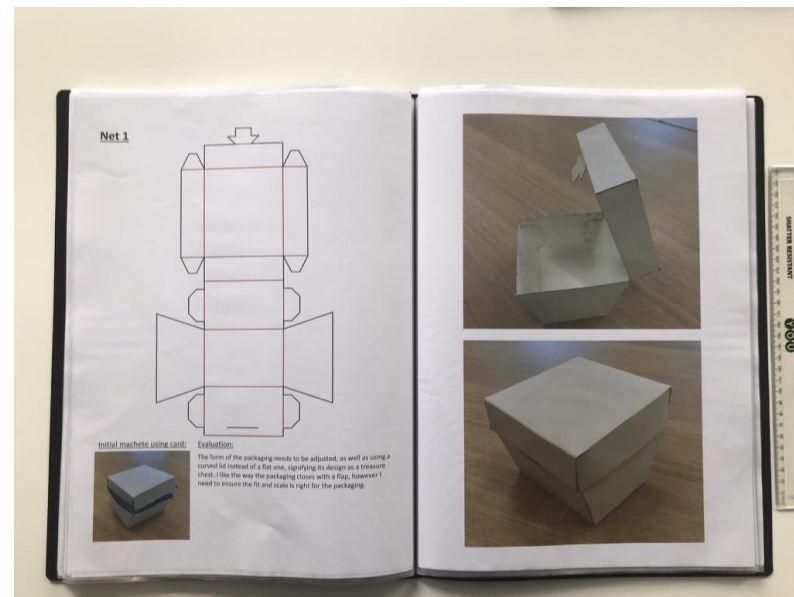 Net 1
Initial machete using card:
Evaluation:
The form of the packaging needs to be adjusted, as well as using a
curved lid instead of a flat one, signifying its design as a treasure
chest. I like the way the packaging closes with a flap, however I
need to ensure the fit and scale is right for the packaging.
SHATTER RESISTANT